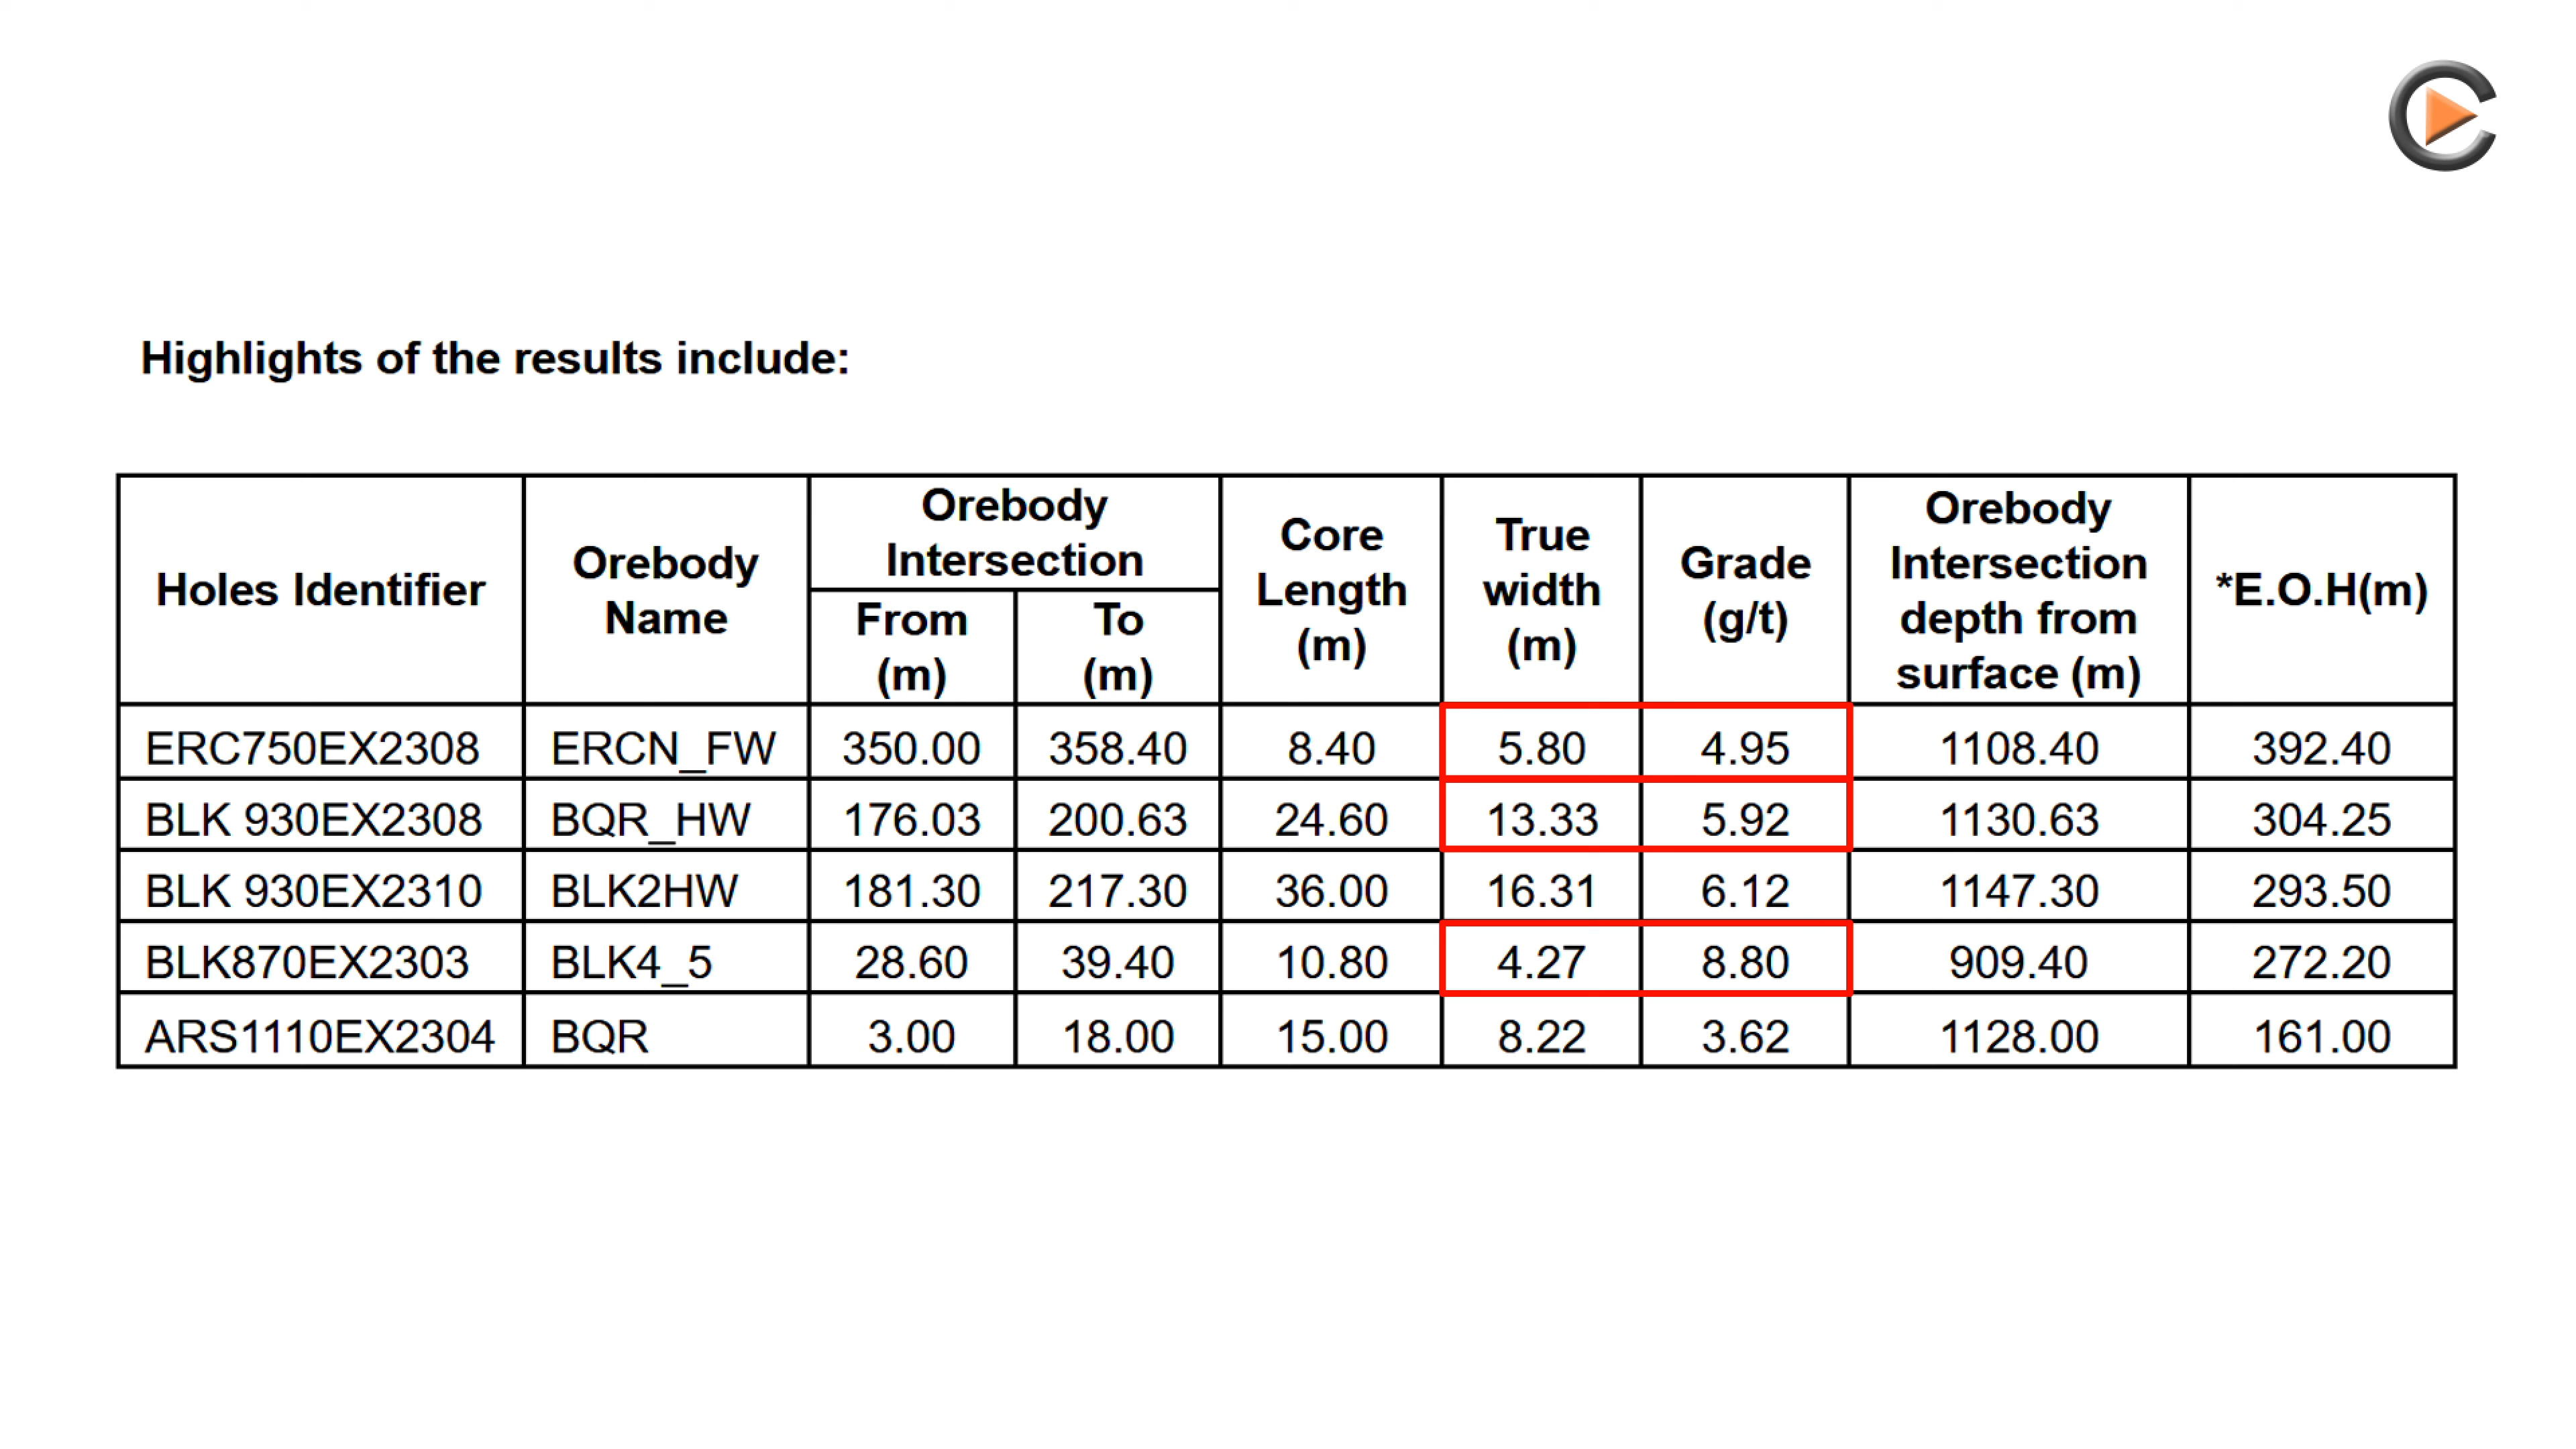 Highlights of the results include:
Holes Identifier
Orebody
Name
Orebody
Intersection
From
(m)
To
(m)
Core
Length
(m)
True
width
(m)
Grade
(g/t)
Orebody
Intersection
depth from
surface (m)
*E.O.H(m)
ERC750EX2308 ERCN_FW 350.00 358.40 8.40 5.80 4.95 1108.40 392.40
BLK 930EX2308 BQR_HW 176.03 200.63 24.60 13.33 5.92 1130.63 304.25
BLK 930EX2310 BLK2HW 181.30 217.30 36.00 16.31 6.12 1147.30 293.50
BLK870EX2303 BLK4_5 28.60 39.40 10.80 4.27 8.80 909.40 272.20
ARS1110EX2304 BQR 3.00 18.00 15.00 8.22 3.62 1128.00 161.00